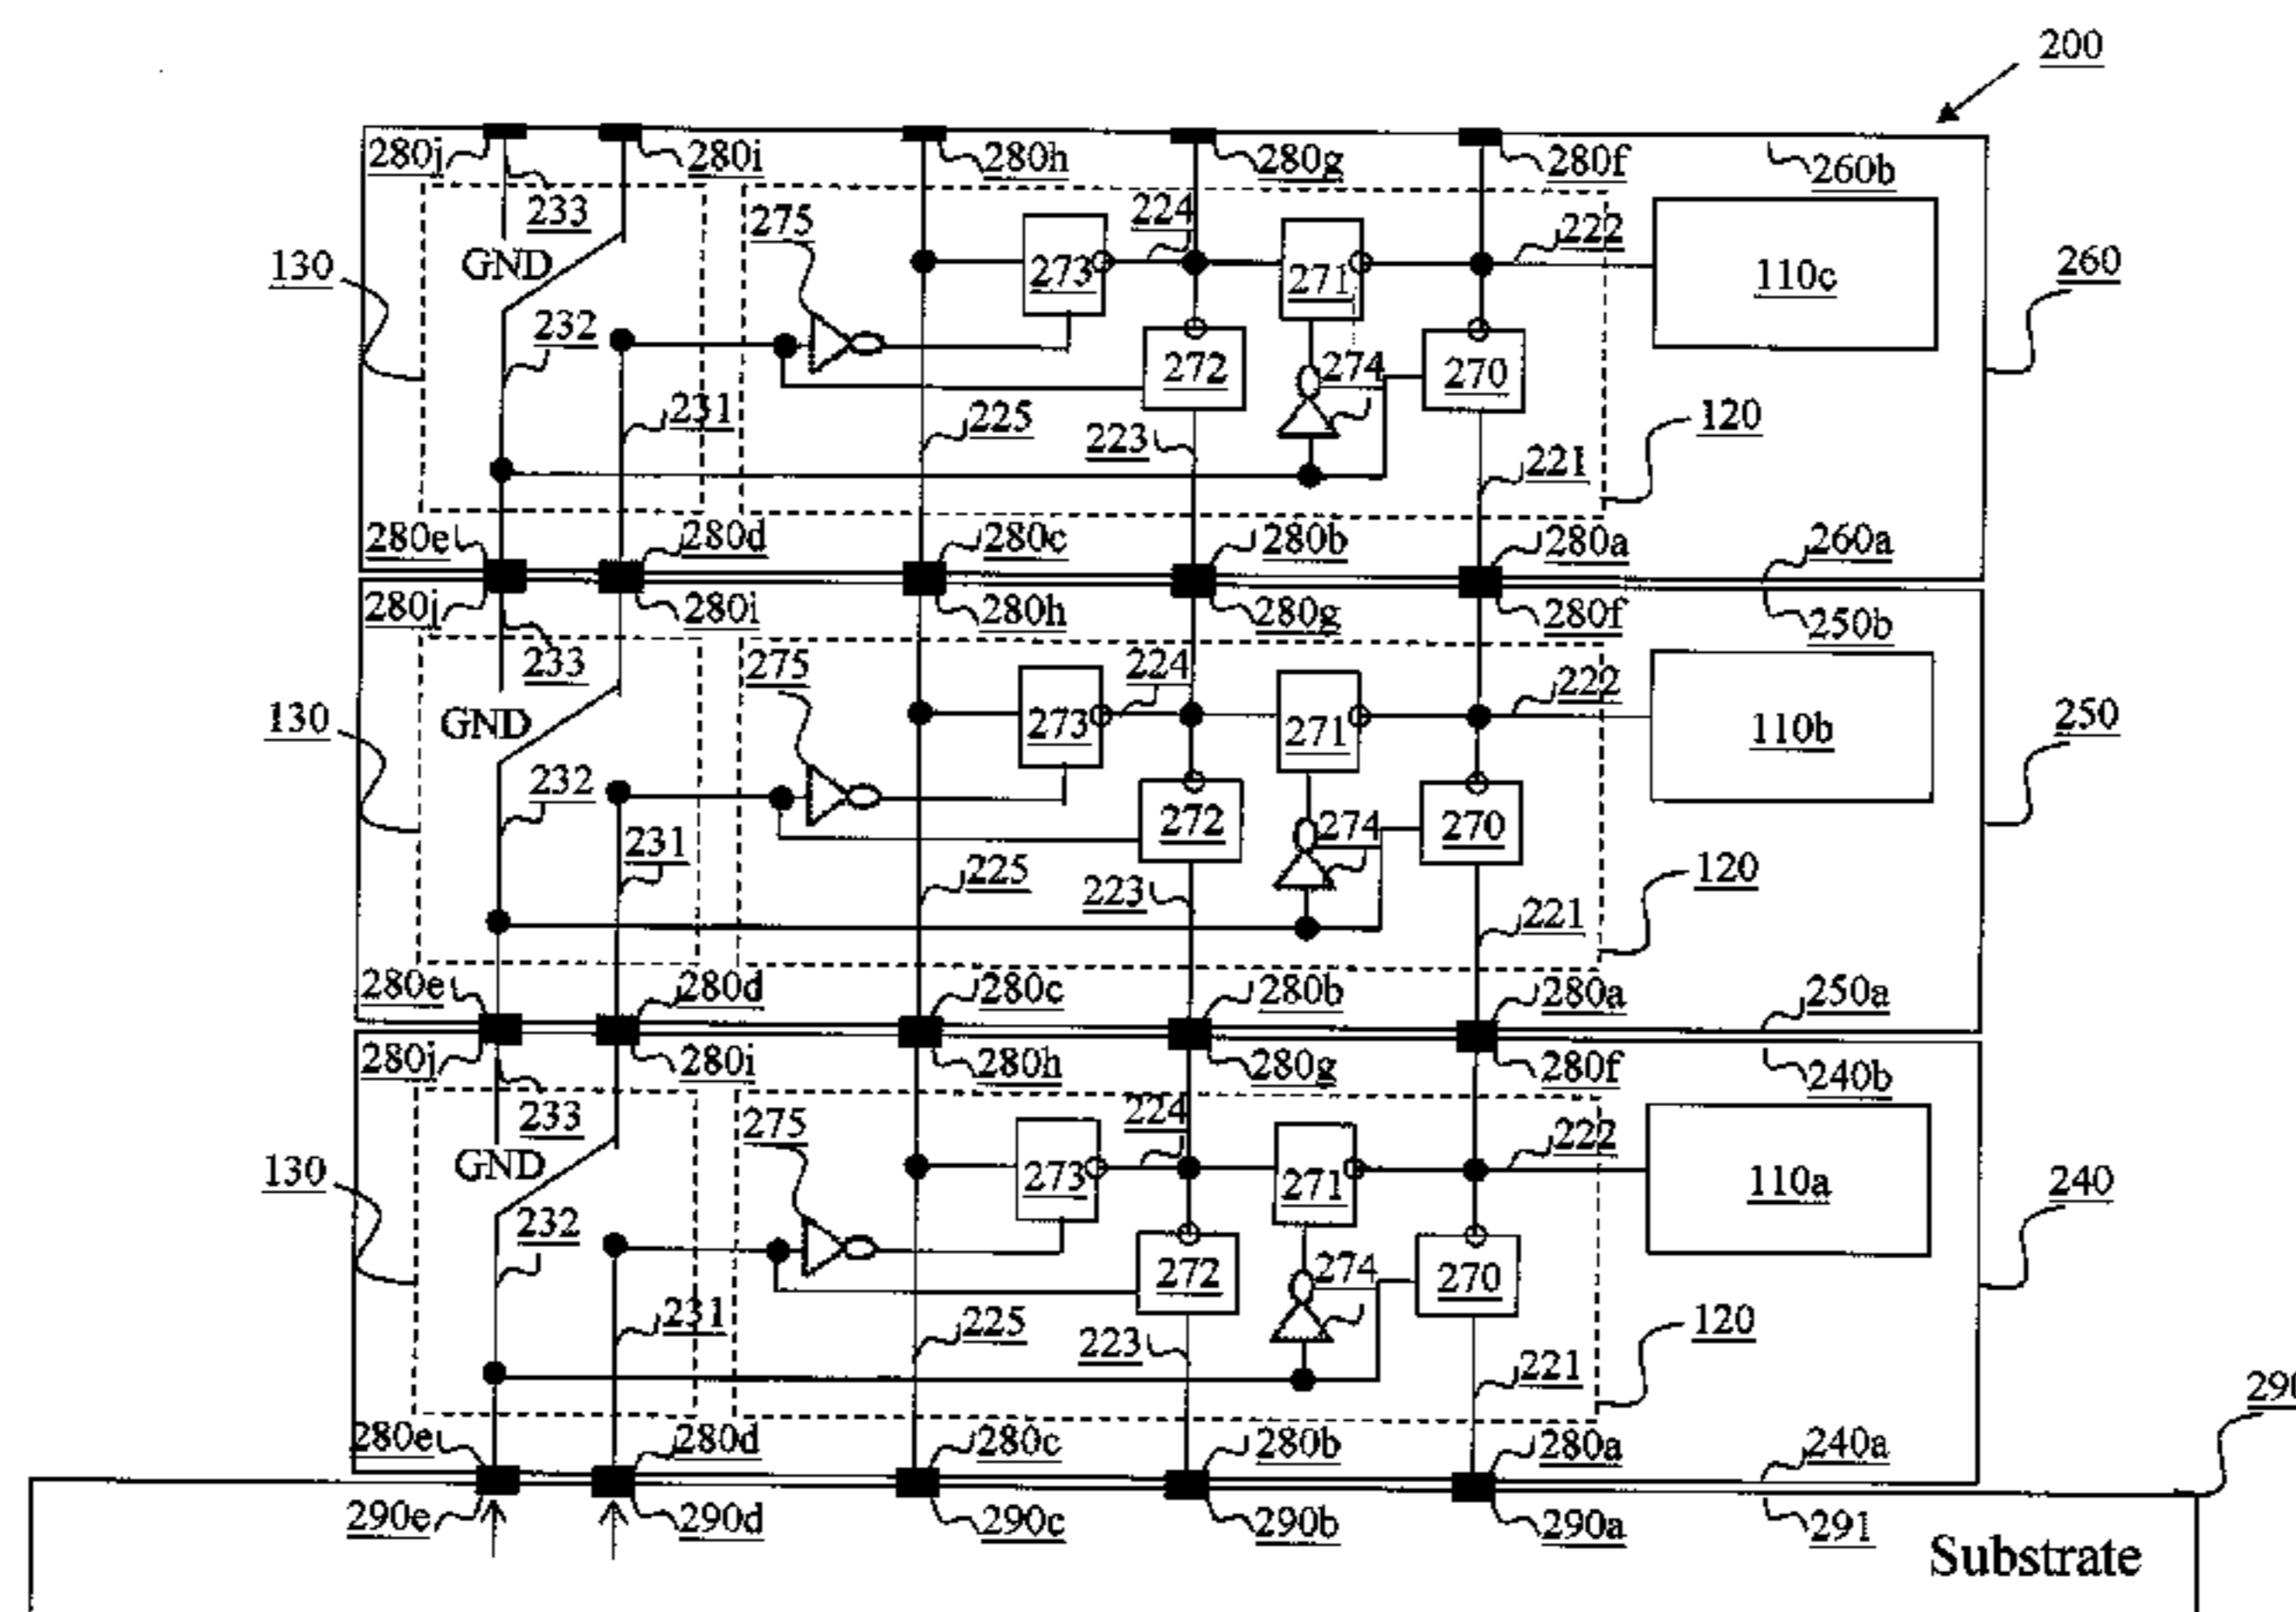 200
280j 280i 280h 280g 280f 260b
233 275 224 222
130 GND 273 271 110c 260
232 272 274 270
231 225 223 221 120
280e 280d 280c 280b 280a 260a
280j 280i 280h 280g 280f 250b
233 275 224 222
130 GND 273 271 110b 250
232 272 274 270
231 225 223 221 120
280e 280d 280c 280b 280a 250a
280j 280i 280h 280g 280f 240b
233 275 224 222
130 GND 273 271 110a 240
232 272 274 270
231 225 223 221 120
280e 280d 280c 280b 280a 240a
290e 290d 290c 290b 290a 291
Substrate